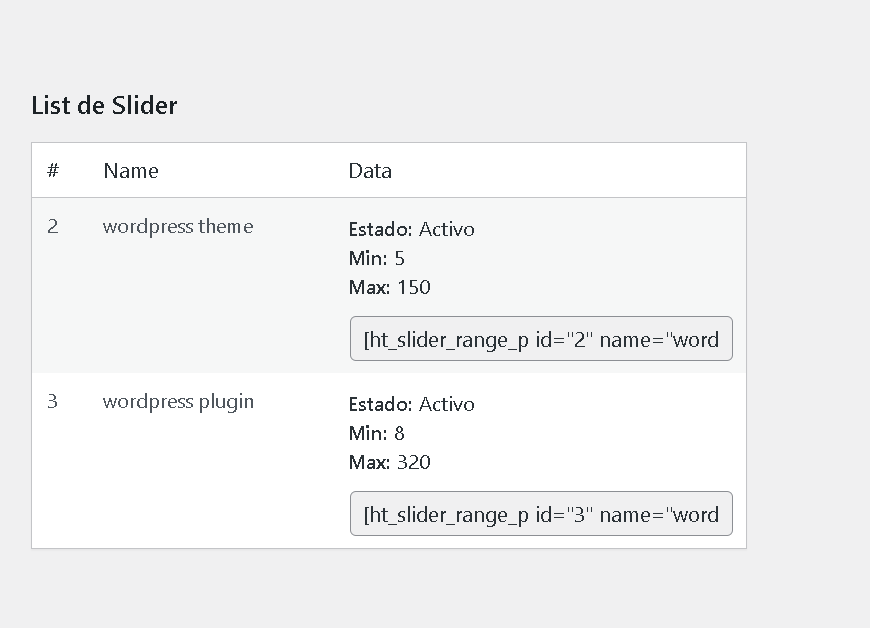 List de Slider
# Name Data
2 wordpress theme Estado: Activo
Min: 5
Max: 150
[ht_slider_range_p id="2" name="word
3 wordpress plugin Estado: Activo
Min: 8
Max: 320
[ht_slider_range_p id="3" name="word